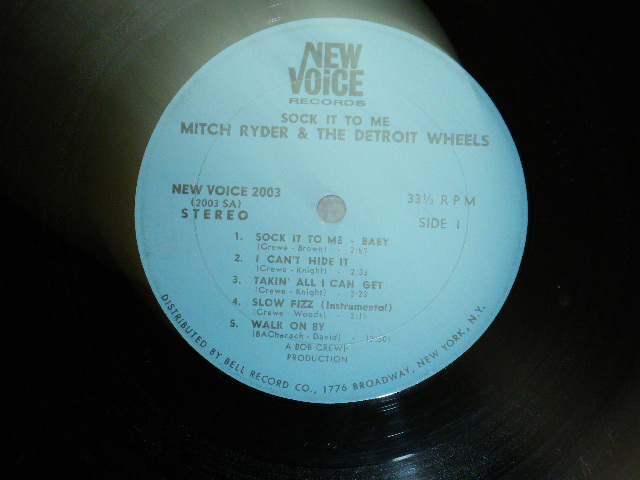 NEW
VOiCE
RECORDS
SOCK IT TO ME
MITCH RYDER & THE DETROIT WHEELS
NEW VOICE 2003
(2003 SA)
STEREO
33⅓ RPM
SIDE 1
1. SOCK IT TO ME - BABY
(Crewe - Brown) -
2. I CAN'T HIDE IT
(Crewe - Knight) -
3. TAKIN' ALL I CAN GET
(Crewe - Knight) - 3:23
4. SLOW FIZZ (Instrumental)
(Crewe - Woods) -
5. WALK ON BY
(BACharach - David) -
A BOB CREWE
PRODUCTION
DISTRIBUTED BY BELL RECORD CO., 1776 BROADWAY, NEW YORK, N.Y.